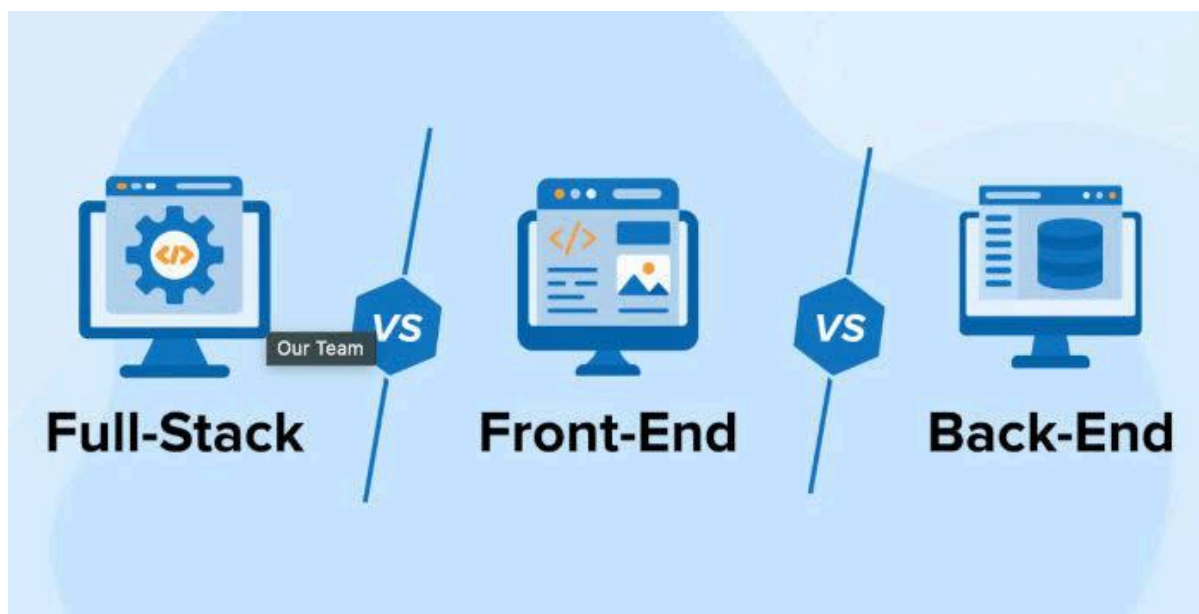 </>
</>
VS
VS
Our Team
Full-Stack
Front-End
Back-End